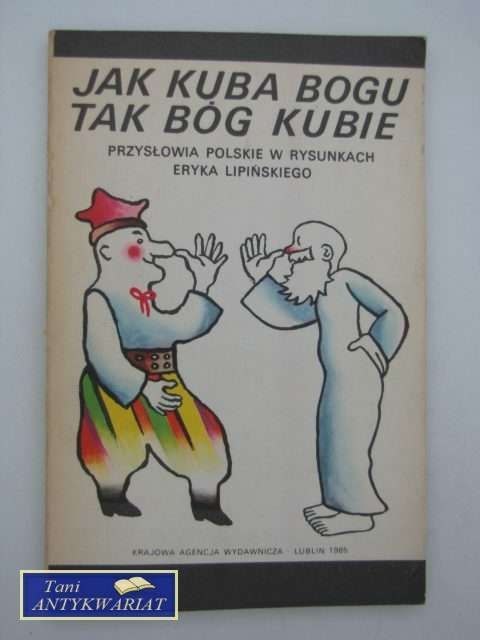 JAK KUBA BOGU
TAK BÓG KUBIE
PRZYSŁOWIA POLSKIE W RYSUNKACH
ERYKA LIPIŃSKIEGO
KRAJOWA AGENCJA WYDAWNICZA · LUBLIN 1985
Tani
ANTYKWARIAT